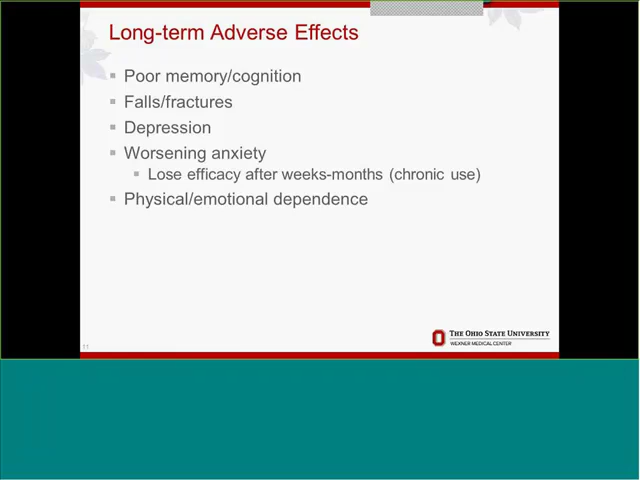 Long-term Adverse Effects
Poor memory/cognition
Falls/fractures
Depression
Worsening anxiety
Lose efficacy after weeks-months (chronic use)
Physical/emotional dependence
THE OHIO STATE UNIVERSITY
WEXNER MEDICAL CENTER
11